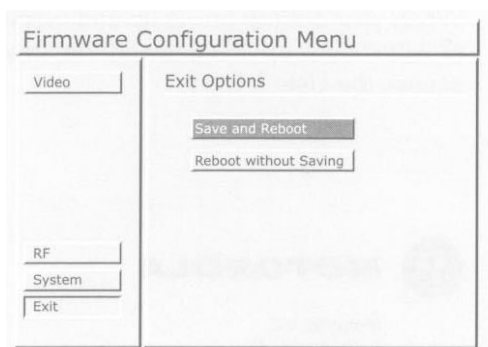 Firmware Configuration Menu
Video
RF
System
Exit
Exit Options
Save and Reboot
Reboot without Saving